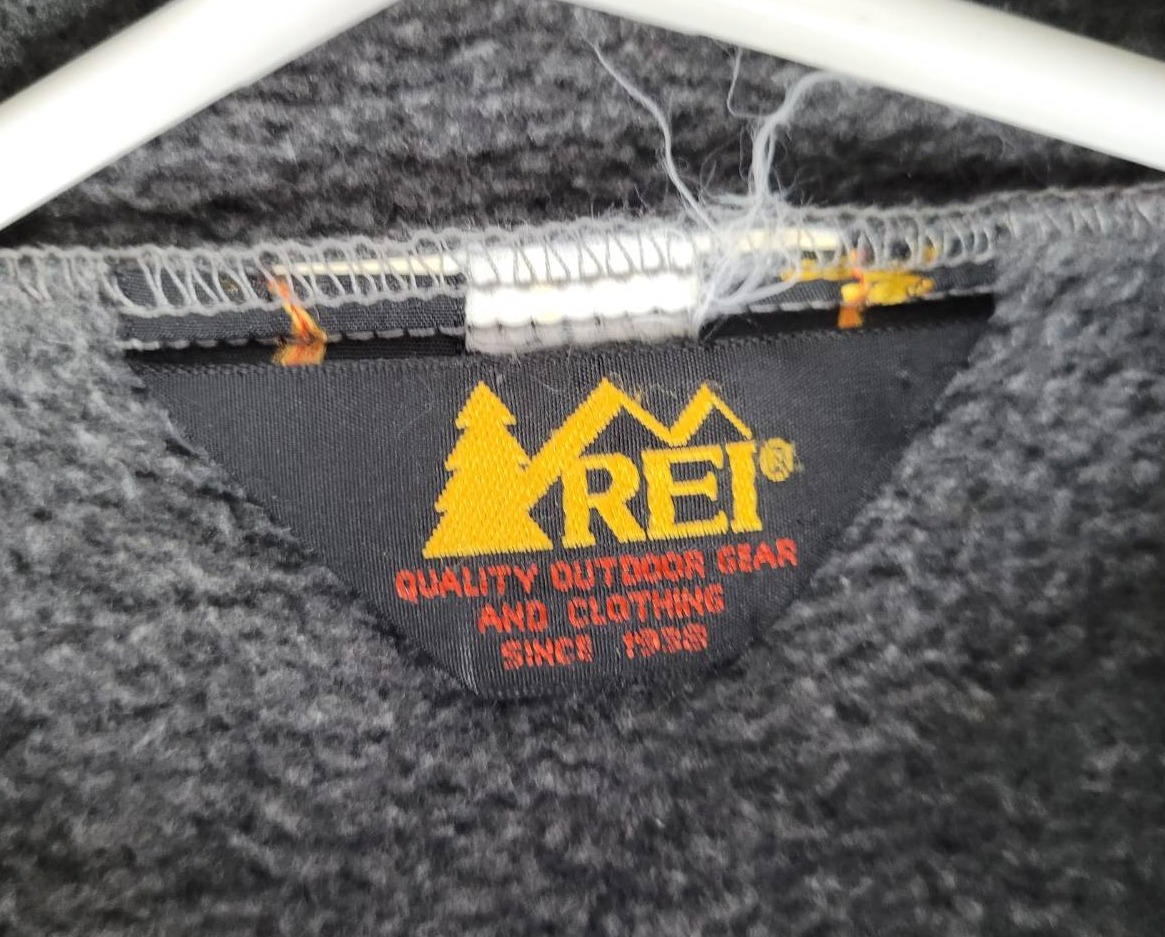 REI®
QUALITY OUTDOOR GEAR
AND CLOTHING
SINCE 1938